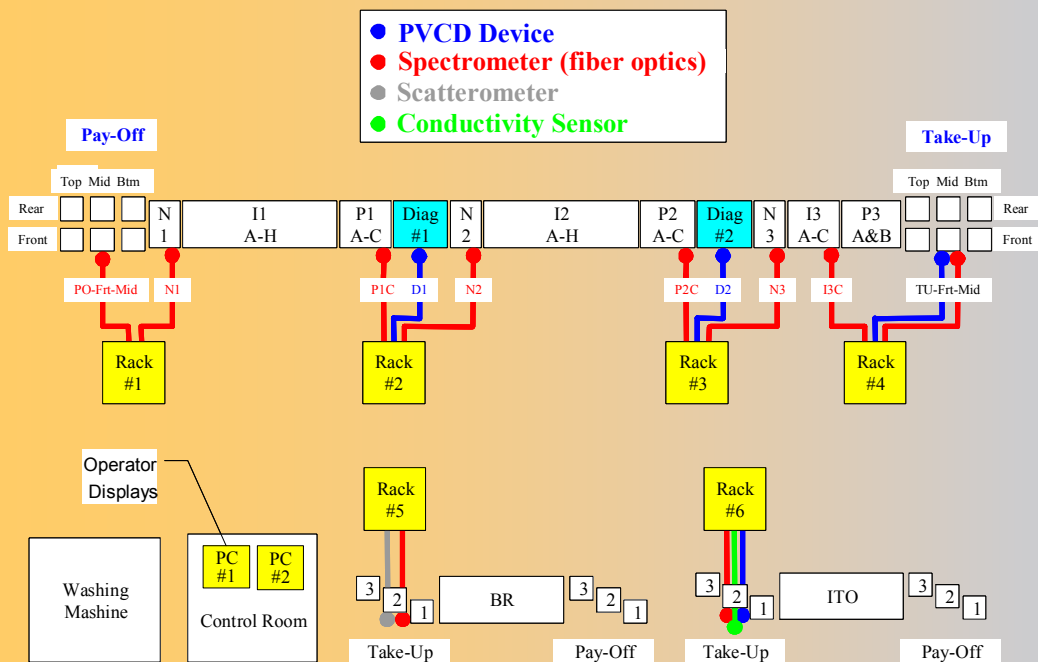 PVCD Device
Spectrometer (fiber optics)
Scatterometer
Conductivity Sensor
Pay-Off
Take-Up
Top Mid Btm
Top Mid Btm
Rear
Front
N
1
I1
A-H
P1
A-C
Diag
#1
N
2
I2
A-H
P2
A-C
Diag
#2
N
3
I3
A-C
P3
A&B
Rear
Front
PO-Frt-Mid
N1
P1C
D1
N2
P2C
D2
N3
I3C
TU-Frt-Mid
Rack
#1
Rack
#2
Rack
#3
Rack
#4
Operator
Displays
Rack
#5
Rack
#6
Washing
Mashine
PC
#1
PC
#2
Control Room
3
2
1
BR
3
2
1
Take-Up
Pay-Off
3
2
1
ITO
3
2
1
Take-Up
Pay-Off